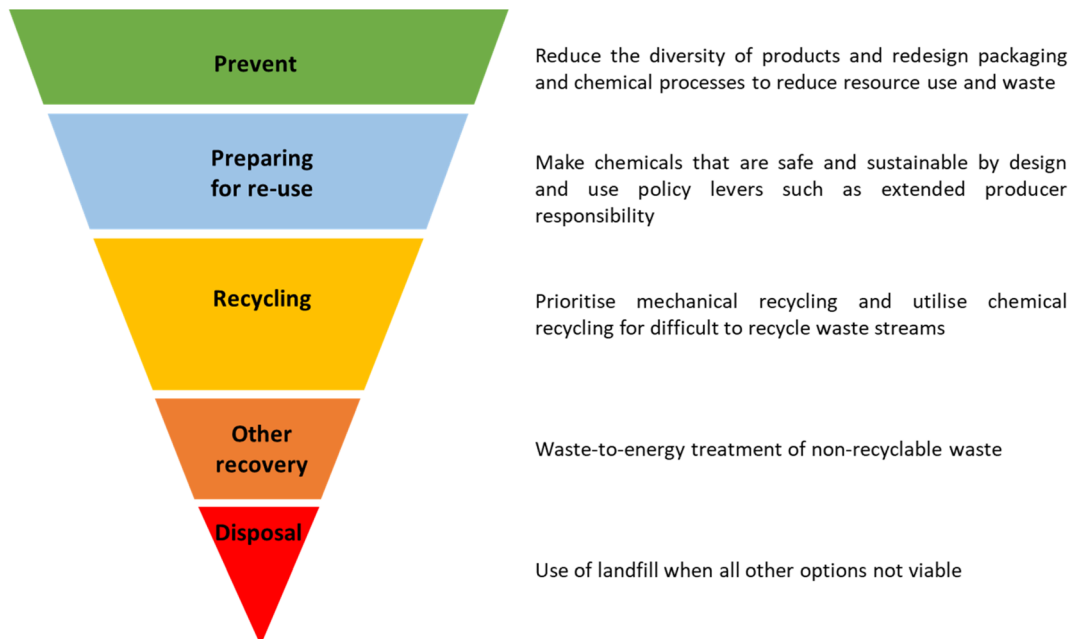 Prevent
Reduce the diversity of products and redesign packaging
and chemical processes to reduce resource use and waste
Preparing
for re-use
Make chemicals that are safe and sustainable by design
and use policy levers such as extended producer
responsibility
Recycling
Prioritise mechanical recycling and utilise chemical
recycling for difficult to recycle waste streams
Other
recovery
Waste-to-energy treatment of non-recyclable waste
Disposal
Use of landfill when all other options not viable